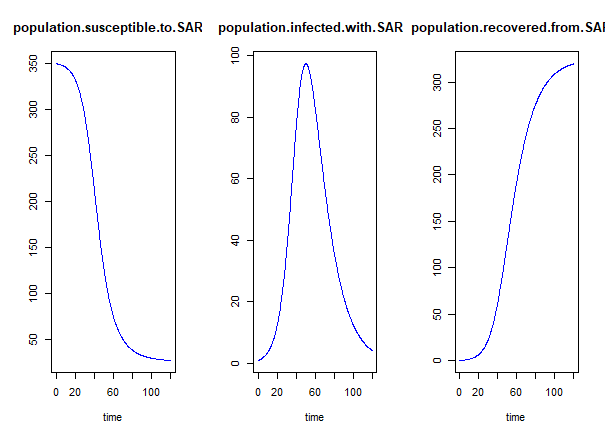 population.susceptible.to.SAR
population.infected.with.SAR
population.recovered.from.SAR
350
300
250
200
150
100
50
0 20 60 100
time
100
80
60
40
20
0
0 20 60 100
time
300
250
200
150
100
50
0
0 20 60 100
time